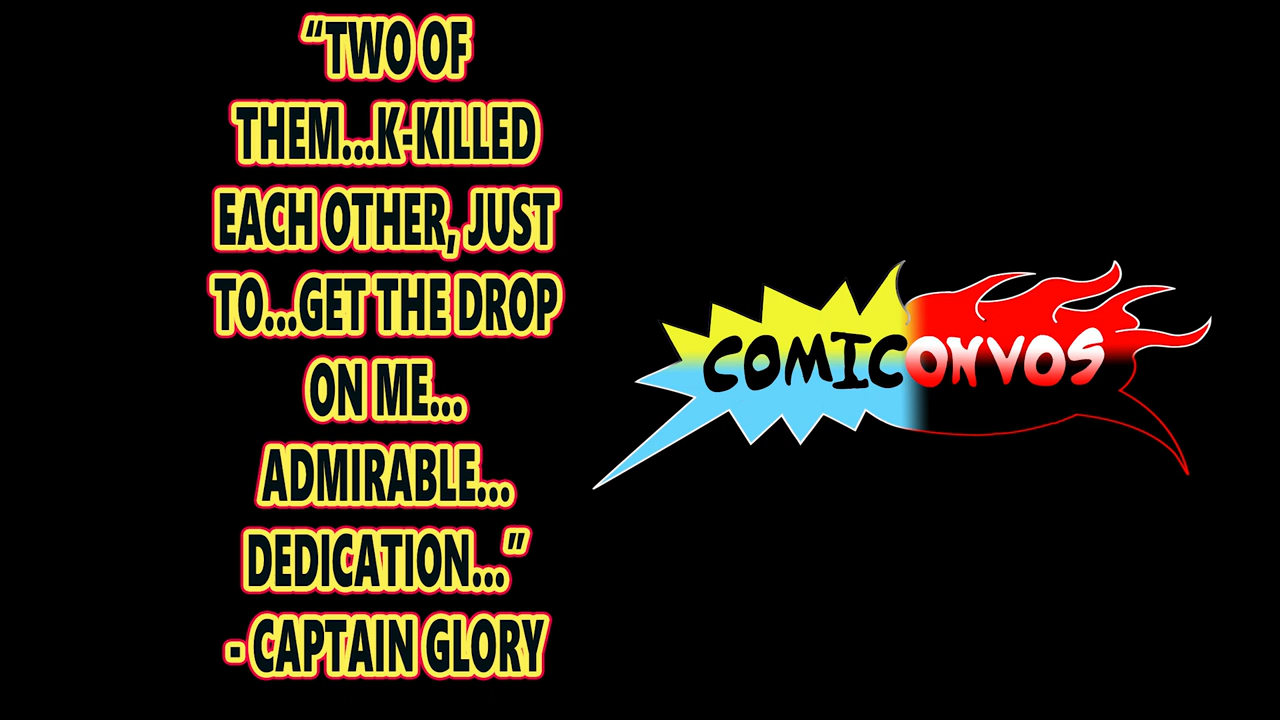 “TWO OF
THEM...K-KILLED
EACH OTHER, JUST
TO...GET THE DROP
ON ME...
ADMIRABLE...
DEDICATION...”
- CAPTAIN GLORY
COMICONVOS